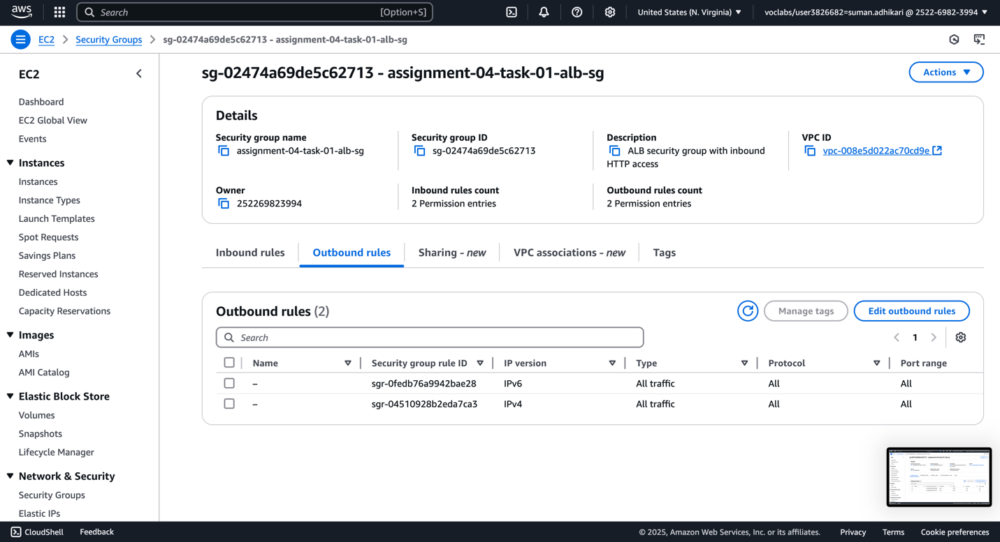 aws
Search [Option+S]
United States (N. Virginia)
voclabs/user3826682=suman.adhikari @ 2522-6982-3994
EC2
Security Groups
sg-02474a69de5c62713 - assignment-04-task-01-alb-sg
EC2
Dashboard
EC2 Global View
Events
Instances
Instances
Instance Types
Launch Templates
Spot Requests
Savings Plans
Reserved Instances
Dedicated Hosts
Capacity Reservations
Images
AMIs
AMI Catalog
Elastic Block Store
Volumes
Snapshots
Lifecycle Manager
Network & Security
Security Groups
Elastic IPs
sg-02474a69de5c62713 - assignment-04-task-01-alb-sg
Actions
Details
Security group name
assignment-04-task-01-alb-sg
Security group ID
sg-02474a69de5c62713
Description
ALB security group with inbound
HTTP access
VPC ID
vpc-008e5d022ac70cd9e
Owner
252269823994
Inbound rules count
2 Permission entries
Outbound rules count
2 Permission entries
Inbound rules
Outbound rules
Sharing - new
VPC associations - new
Tags
Outbound rules (2)
Manage tags
Edit outbound rules
Search
1
Name Security group rule ID IP version Type Protocol Port range
– sgr-0fedb76a9942bae28 IPv6 All traffic All All
– sgr-04510928b2eda7ca3 IPv4 All traffic All All
CloudShell
Feedback
© 2025, Amazon Web Services, Inc. or its affiliates.
Privacy
Terms
Cookie preferences